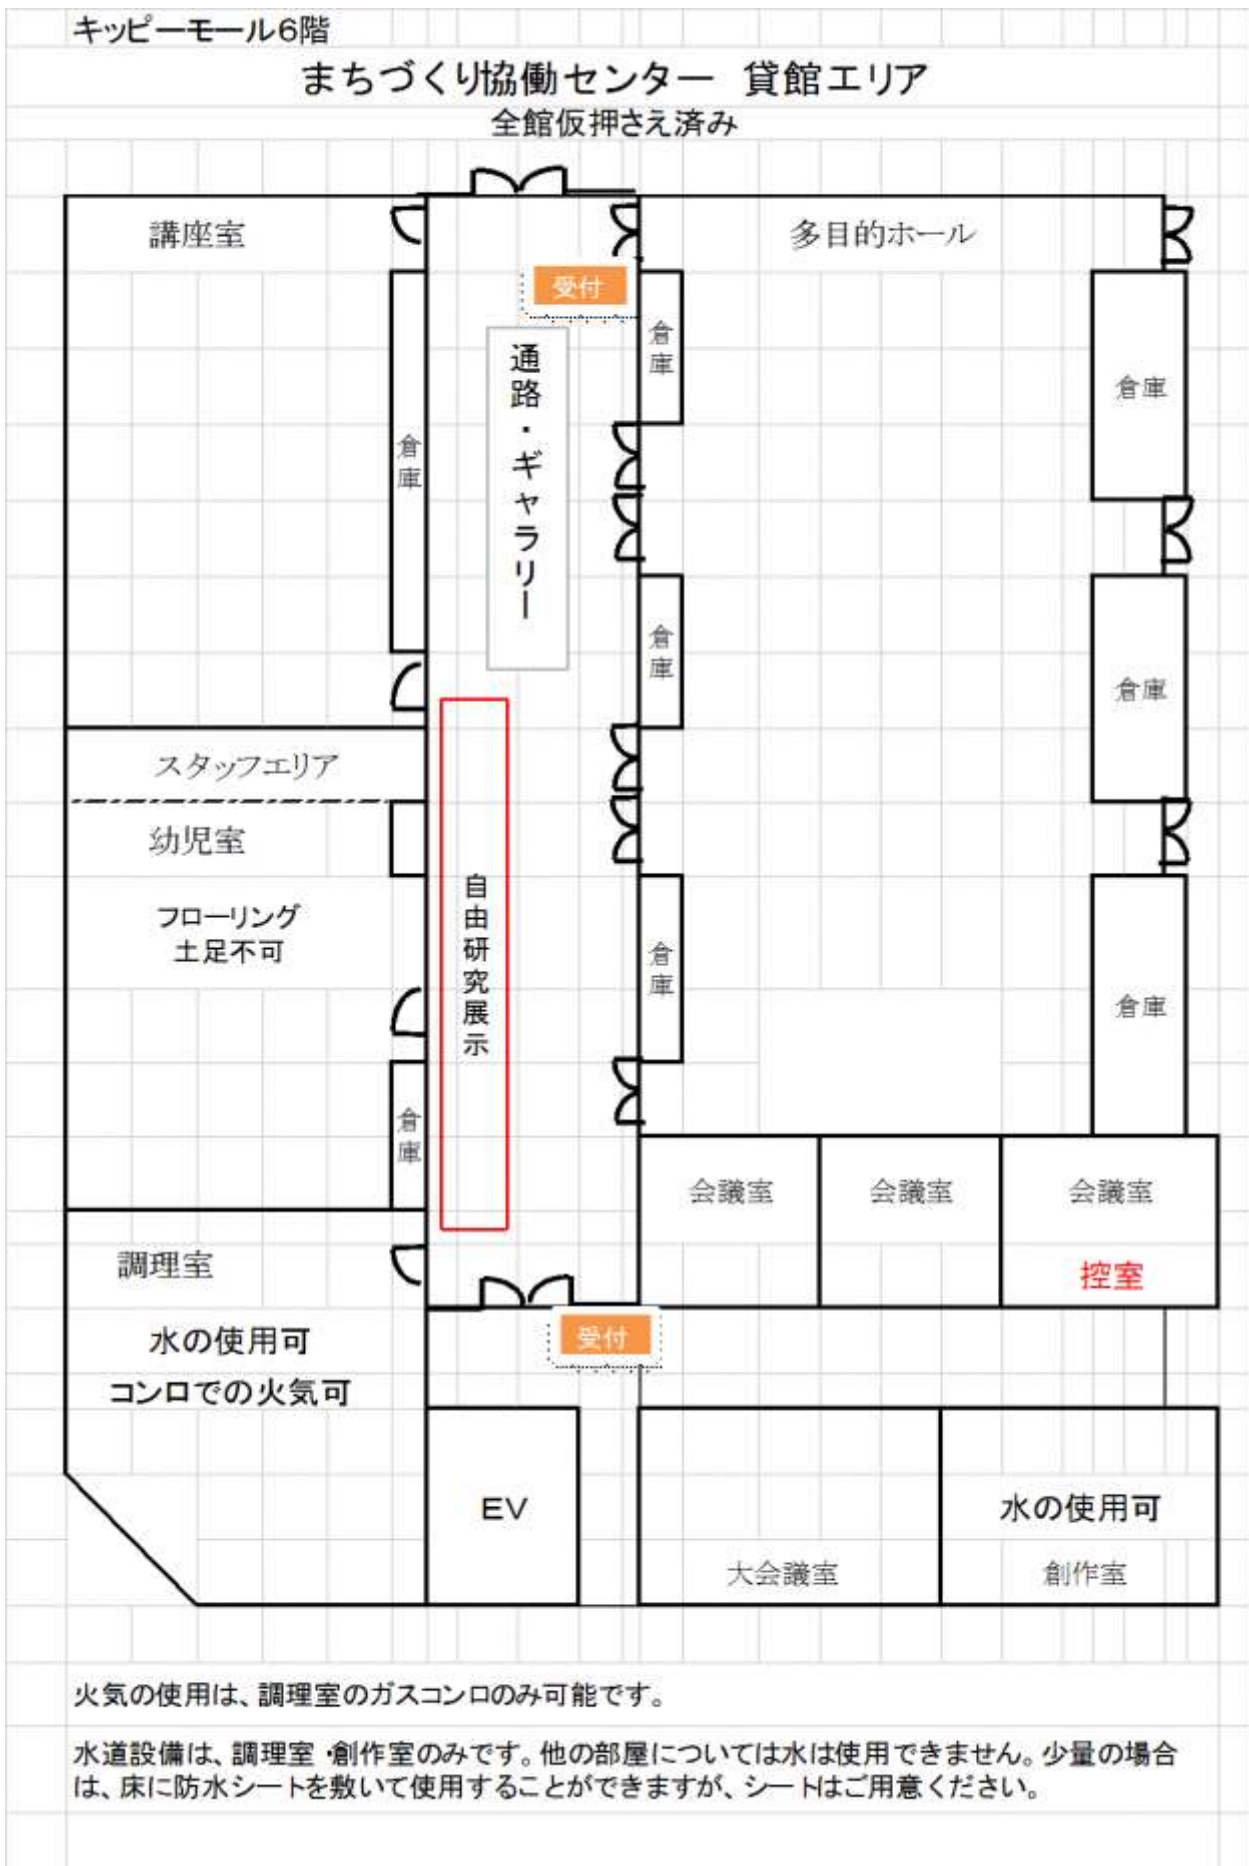 キッピーモール6階
まちづくり協働センター 貸館エリア
全館仮押さえ済み
講座室
多目的ホール
受付
倉庫
倉庫
通路・ギャラリー
倉庫
倉庫
倉庫
スタッフエリア
幼児室
フローリング
土足不可
自由研究展示
倉庫
倉庫
倉庫
会議室
会議室
会議室
控室
調理室
水の使用可
コンロでの火気可
受付
EV
大会議室
水の使用可
創作室
火気の使用は、調理室のガスコンロのみ可能です。
水道設備は、調理室・創作室のみです。他の部屋については水は使用できません。少量の場合
は、床に防水シートを敷いて使用することができますが、シートはご用意ください。